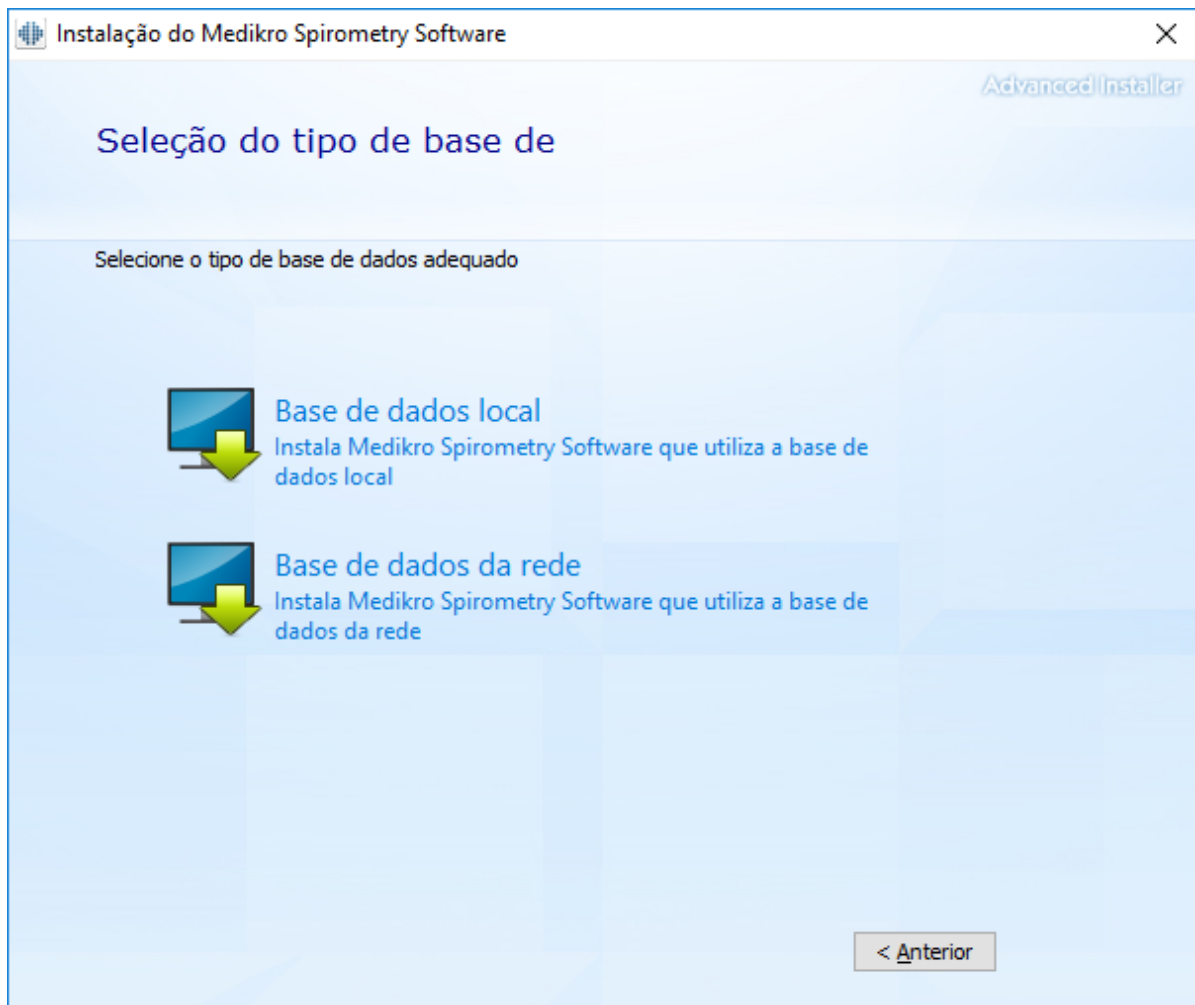 Instalação do Medikro Spirometry Software
Advanced Installer
Seleção do tipo de base de
Selecione o tipo de base de dados adequado
Base de dados local
Instala Medikro Spirometry Software que utiliza a base de
dados local
Base de dados da rede
Instala Medikro Spirometry Software que utiliza a base de
dados da rede
< Anterior